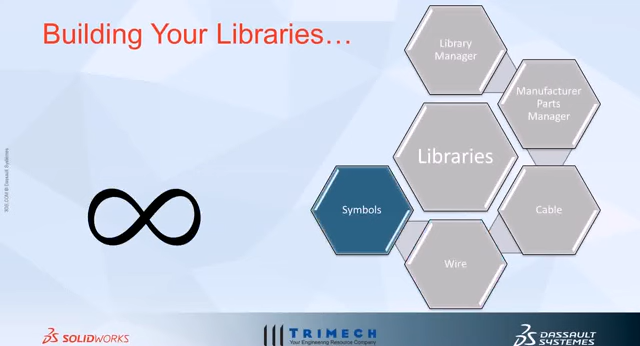 Building Your Libraries...
Library
Manager
Manufacturer
Parts
Manager
Libraries
Symbols
Cable
Wire
SOLIDWORKS
TRIMECH
Your Engineering Resource Company
DASSAULT
SYSTEMES